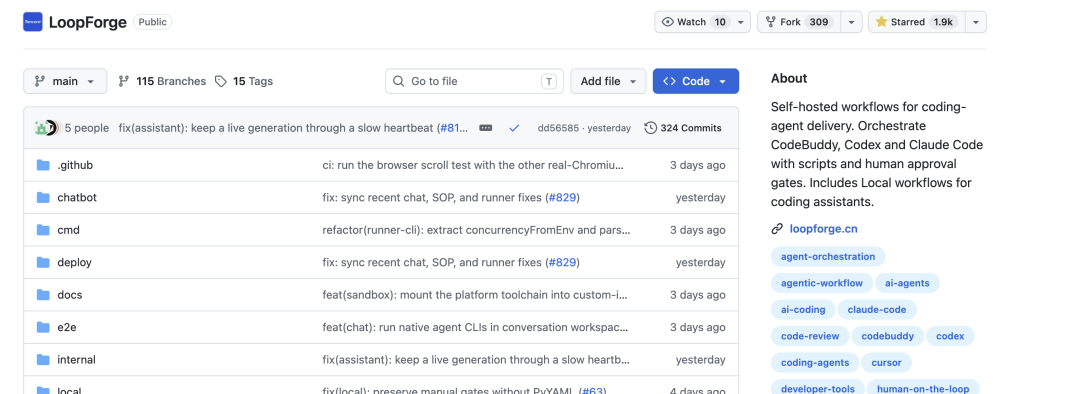 LoopForge Public Watch 10 Fork 309 Starred 1.9k
main 115 Branches 15 Tags Go to file T Add file Code
5 people fix(assistant): keep a live generation through a slow heartbeat (#81... dd56585 · yesterday 324 Commits
.github ci: run the browser scroll test with the other real-Chromiu... 3 days ago
chatbot fix: sync recent chat, SOP, and runner fixes (#829) yesterday
cmd refactor(runner-cli): extract concurrencyFromEnv and pars... 3 days ago
deploy fix: sync recent chat, SOP, and runner fixes (#829) yesterday
docs feat(sandbox): mount the platform toolchain into custom-i... 3 days ago
e2e feat(chat): run native agent CLIs in conversation workspac... 3 days ago
internal fix(assistant): keep a live generation through a slow heartb... yesterday
local fix(local): preserve manual gates without PyYAML (#63) 4 days ago
About
Self-hosted workflows for coding-
agent delivery. Orchestrate
CodeBuddy, Codex and Claude Code
with scripts and human approval
gates. Includes Local workflows for
coding assistants.
loopforge.cn
agent-orchestration
agentic-workflow ai-agents
ai-coding claude-code
code-review codebuddy codex
coding-agents cursor
developer-tools human-on-the-loop